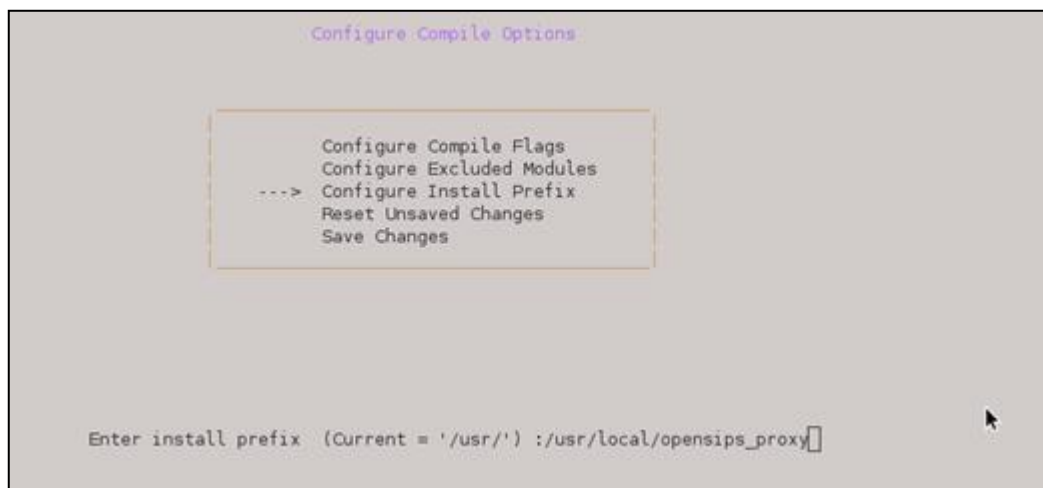 Configure Compile Options
Configure Compile Flags
Configure Excluded Modules
---> Configure Install Prefix
Reset Unsaved Changes
Save Changes
Enter install prefix (Current = '/usr/') :/usr/local/opensips_proxy